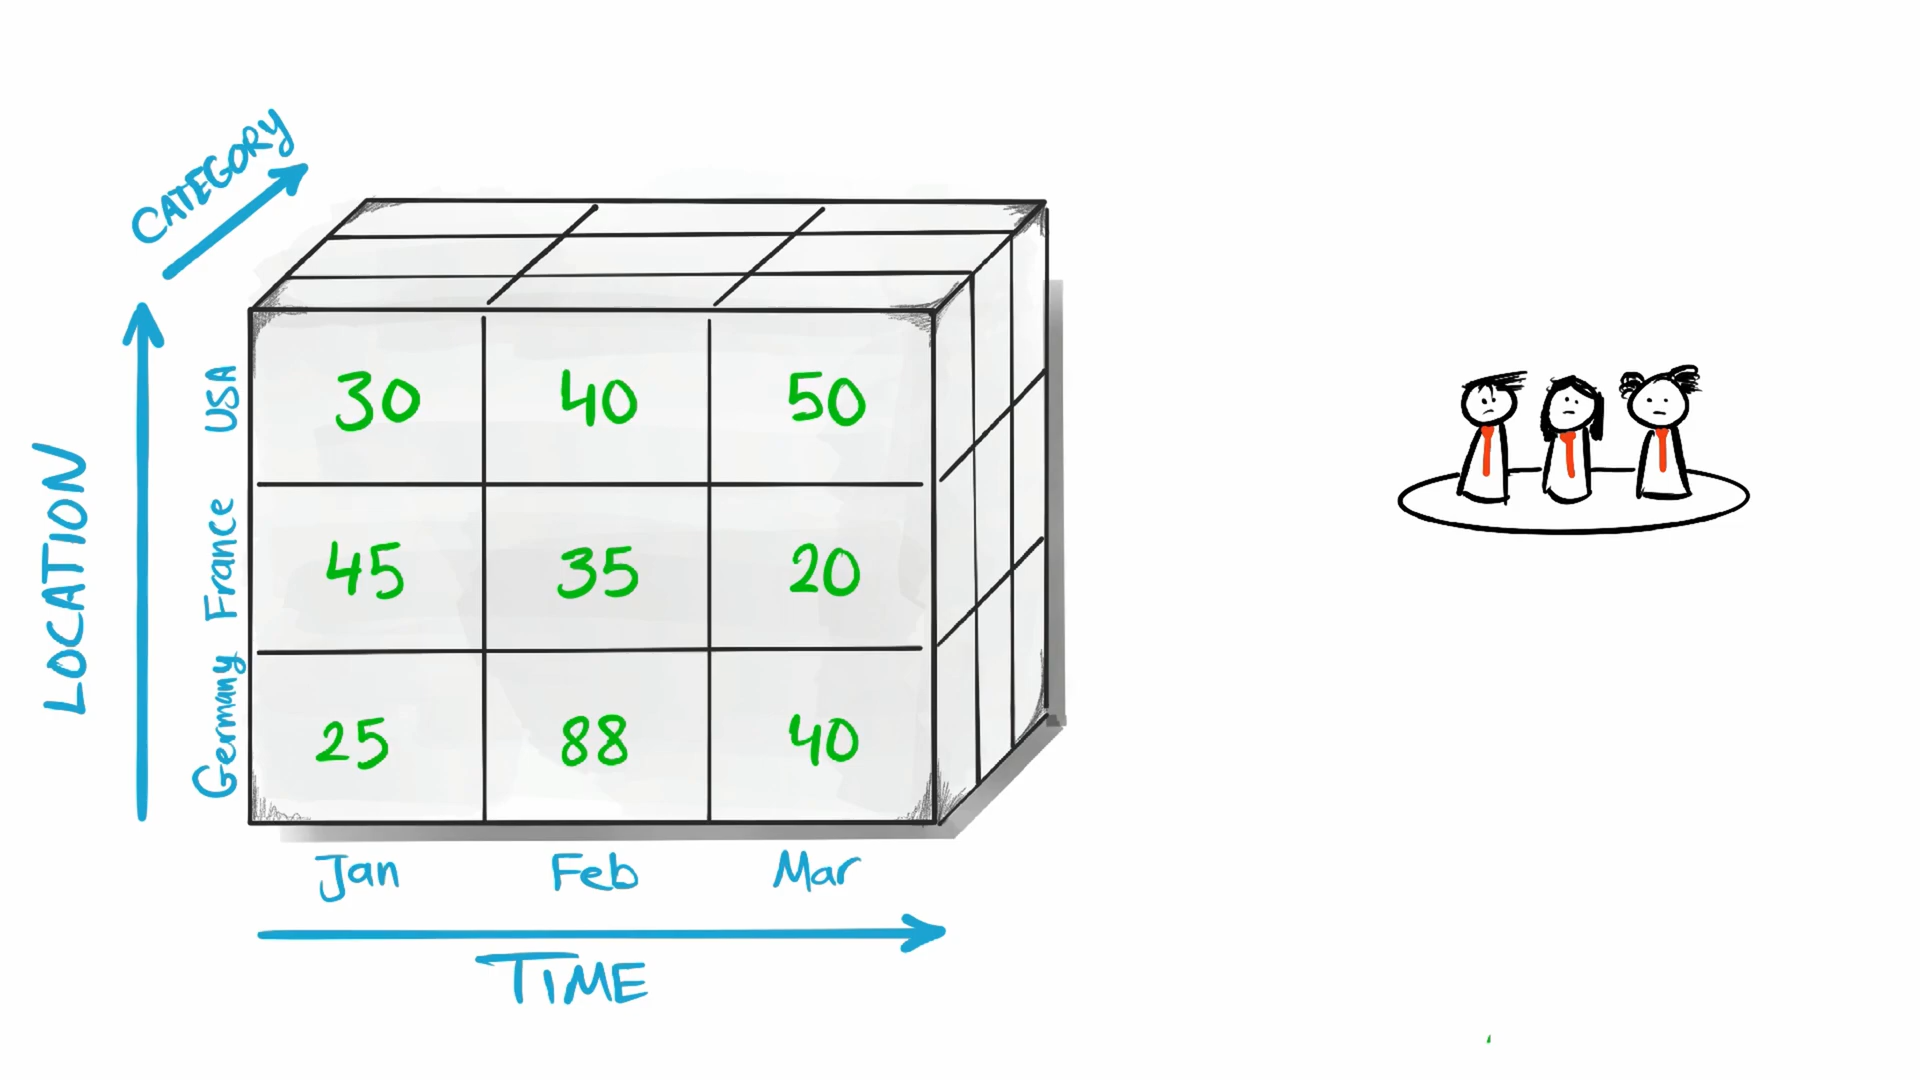 CATEGORY
LOCATION
USA 30 40 50
France 45 35 20
Germany 25 88 40
Jan Feb Mar
TIME